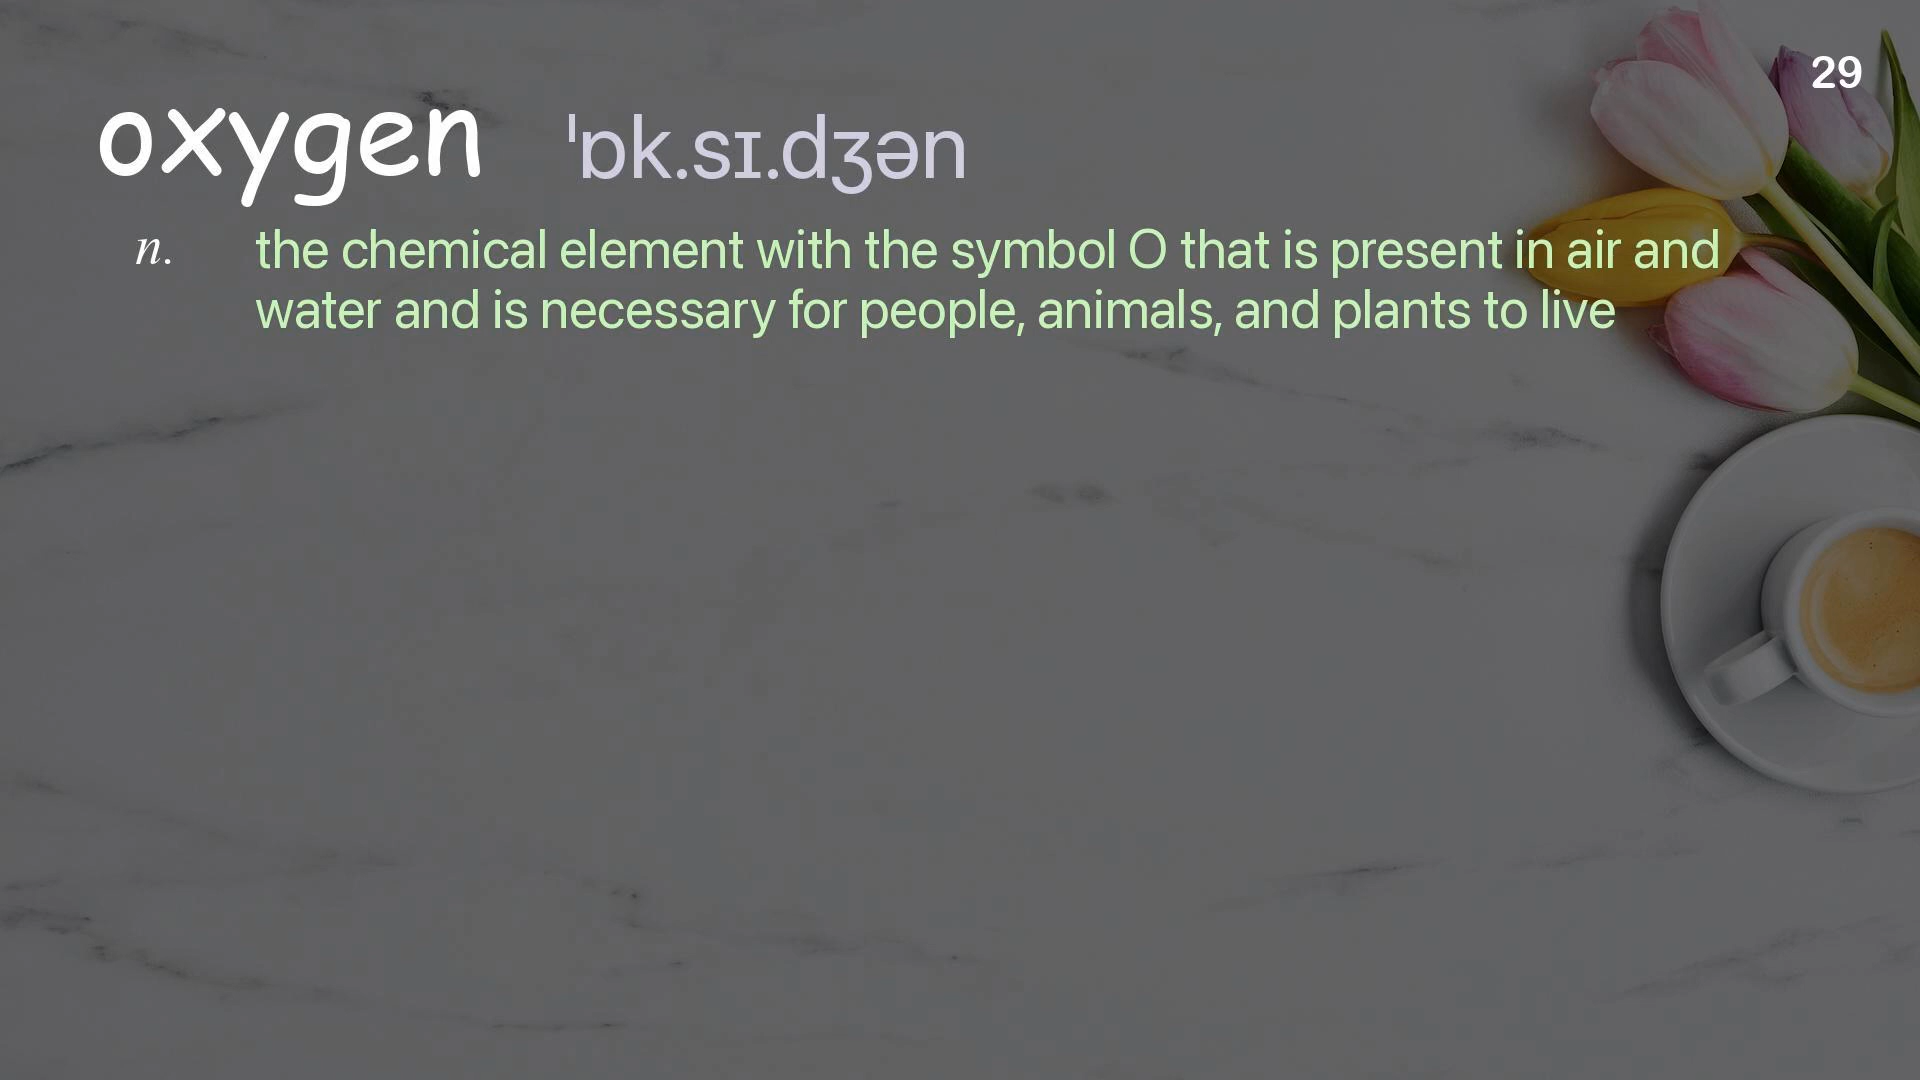 29
oxygen ˈɒk.sɪ.dʒən
n. the chemical element with the symbol O that is present in air and
water and is necessary for people, animals, and plants to live